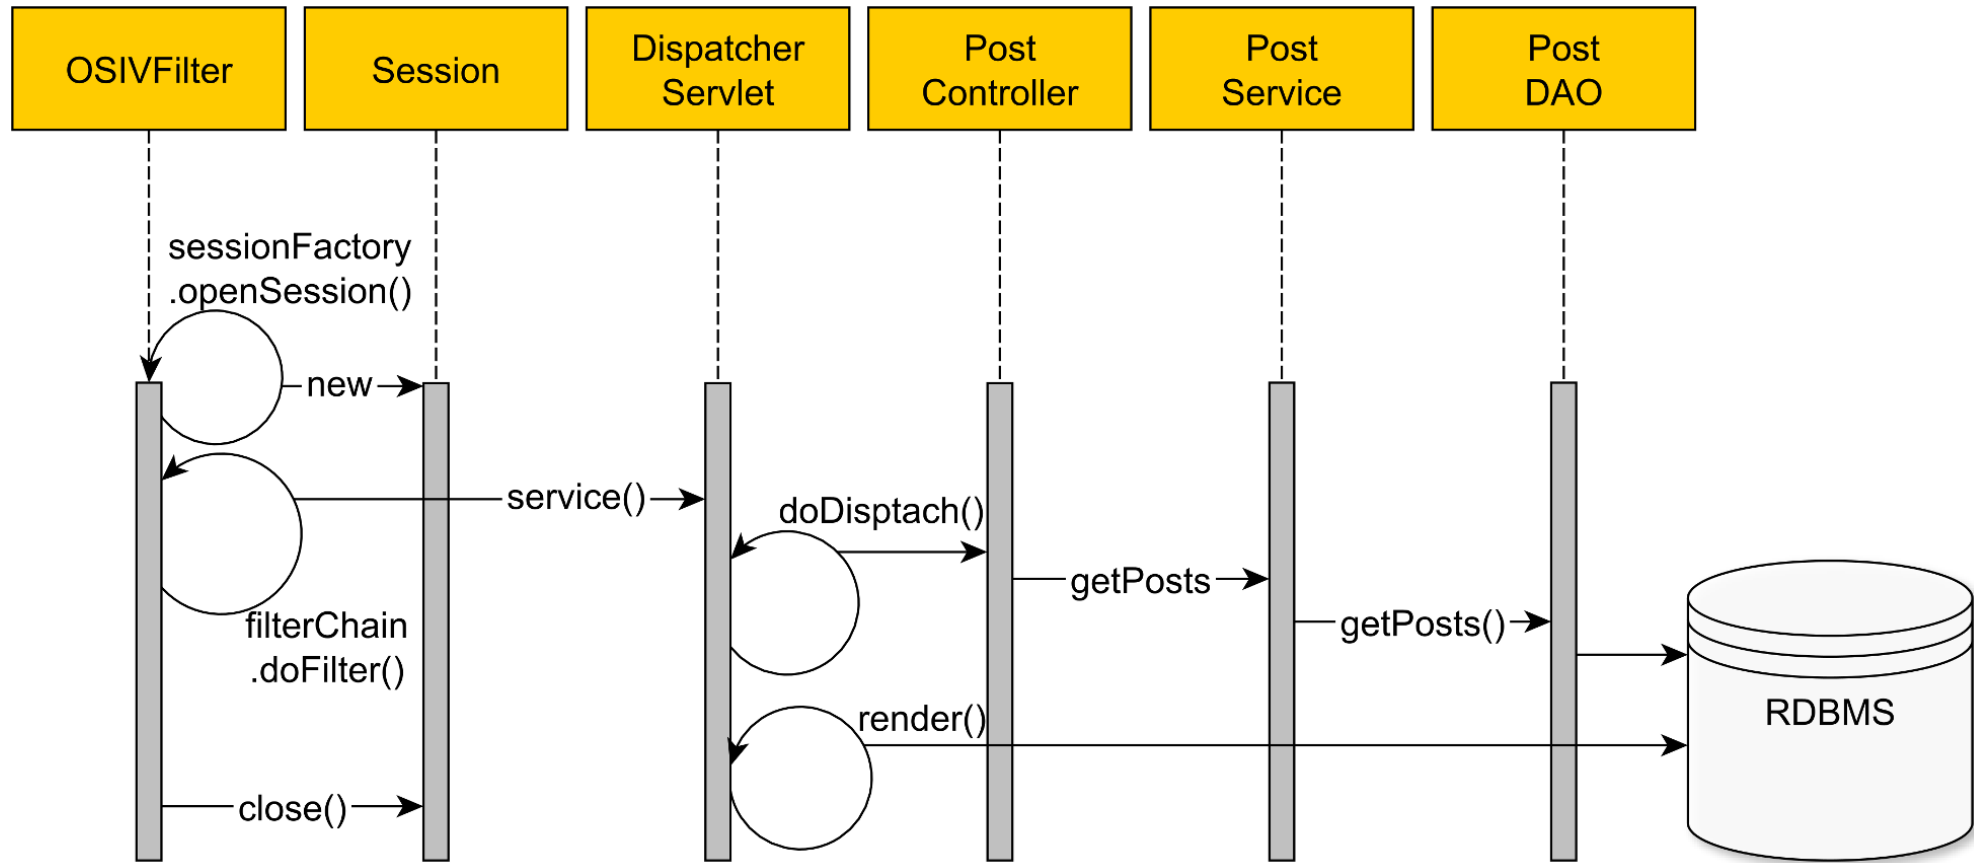 OSIVFilter
Session
Dispatcher
Servlet
Post
Controller
Post
Service
Post
DAO
sessionFactory
.openSession()
new
service()
doDisptach()
getPosts
getPosts()
filterChain
.doFilter()
render()
RDBMS
close()